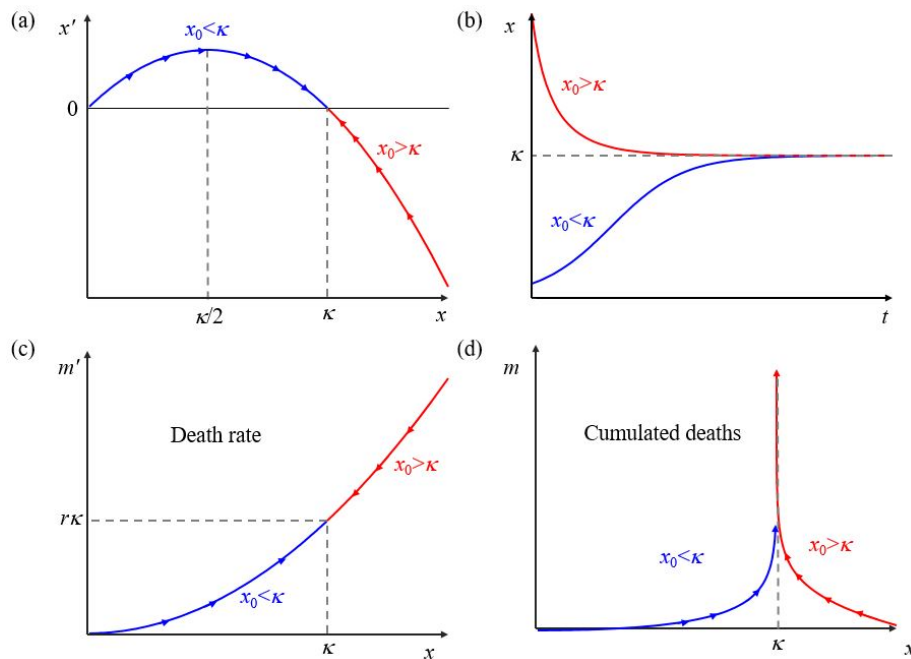 (a)
x′
x₀<κ
0
x₀>κ
κ/2
κ
x
(b)
x
x₀>κ
κ
x₀<κ
t
(c)
m′
Death rate
x₀>κ
rκ
x₀<κ
κ
x
(d)
m
Cumulated deaths
x₀<κ
x₀>κ
κ
x